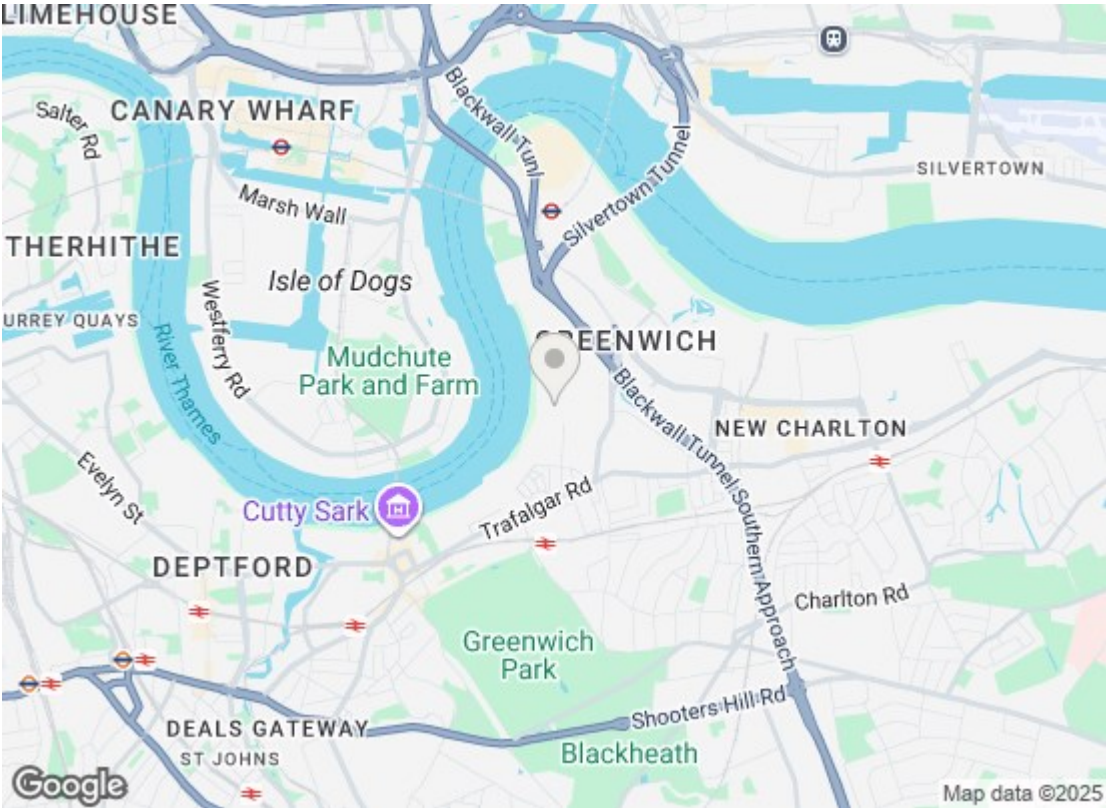 LIMEHOUSE
Blackwall Tunl
CANARY WHARF
Salter Rd
Silvertown Tunnel
SILVERTOWN
Marsh Wall
THERHITHE
Isle of Dogs
URREY QUAYS
Westferry Rd
River Thames
GREENWICH
Mudchute
Park and Farm
Blackwall Tunnel Southern Approach
NEW CHARLTON
Evelyn St
Cutty Sark
Trafalgar Rd
DEPTFORD
Charlton Rd
Greenwich
Park
Shooters Hill Rd
DEALS GATEWAY
ST JOHNS
Blackheath
Google
Map data ©2025